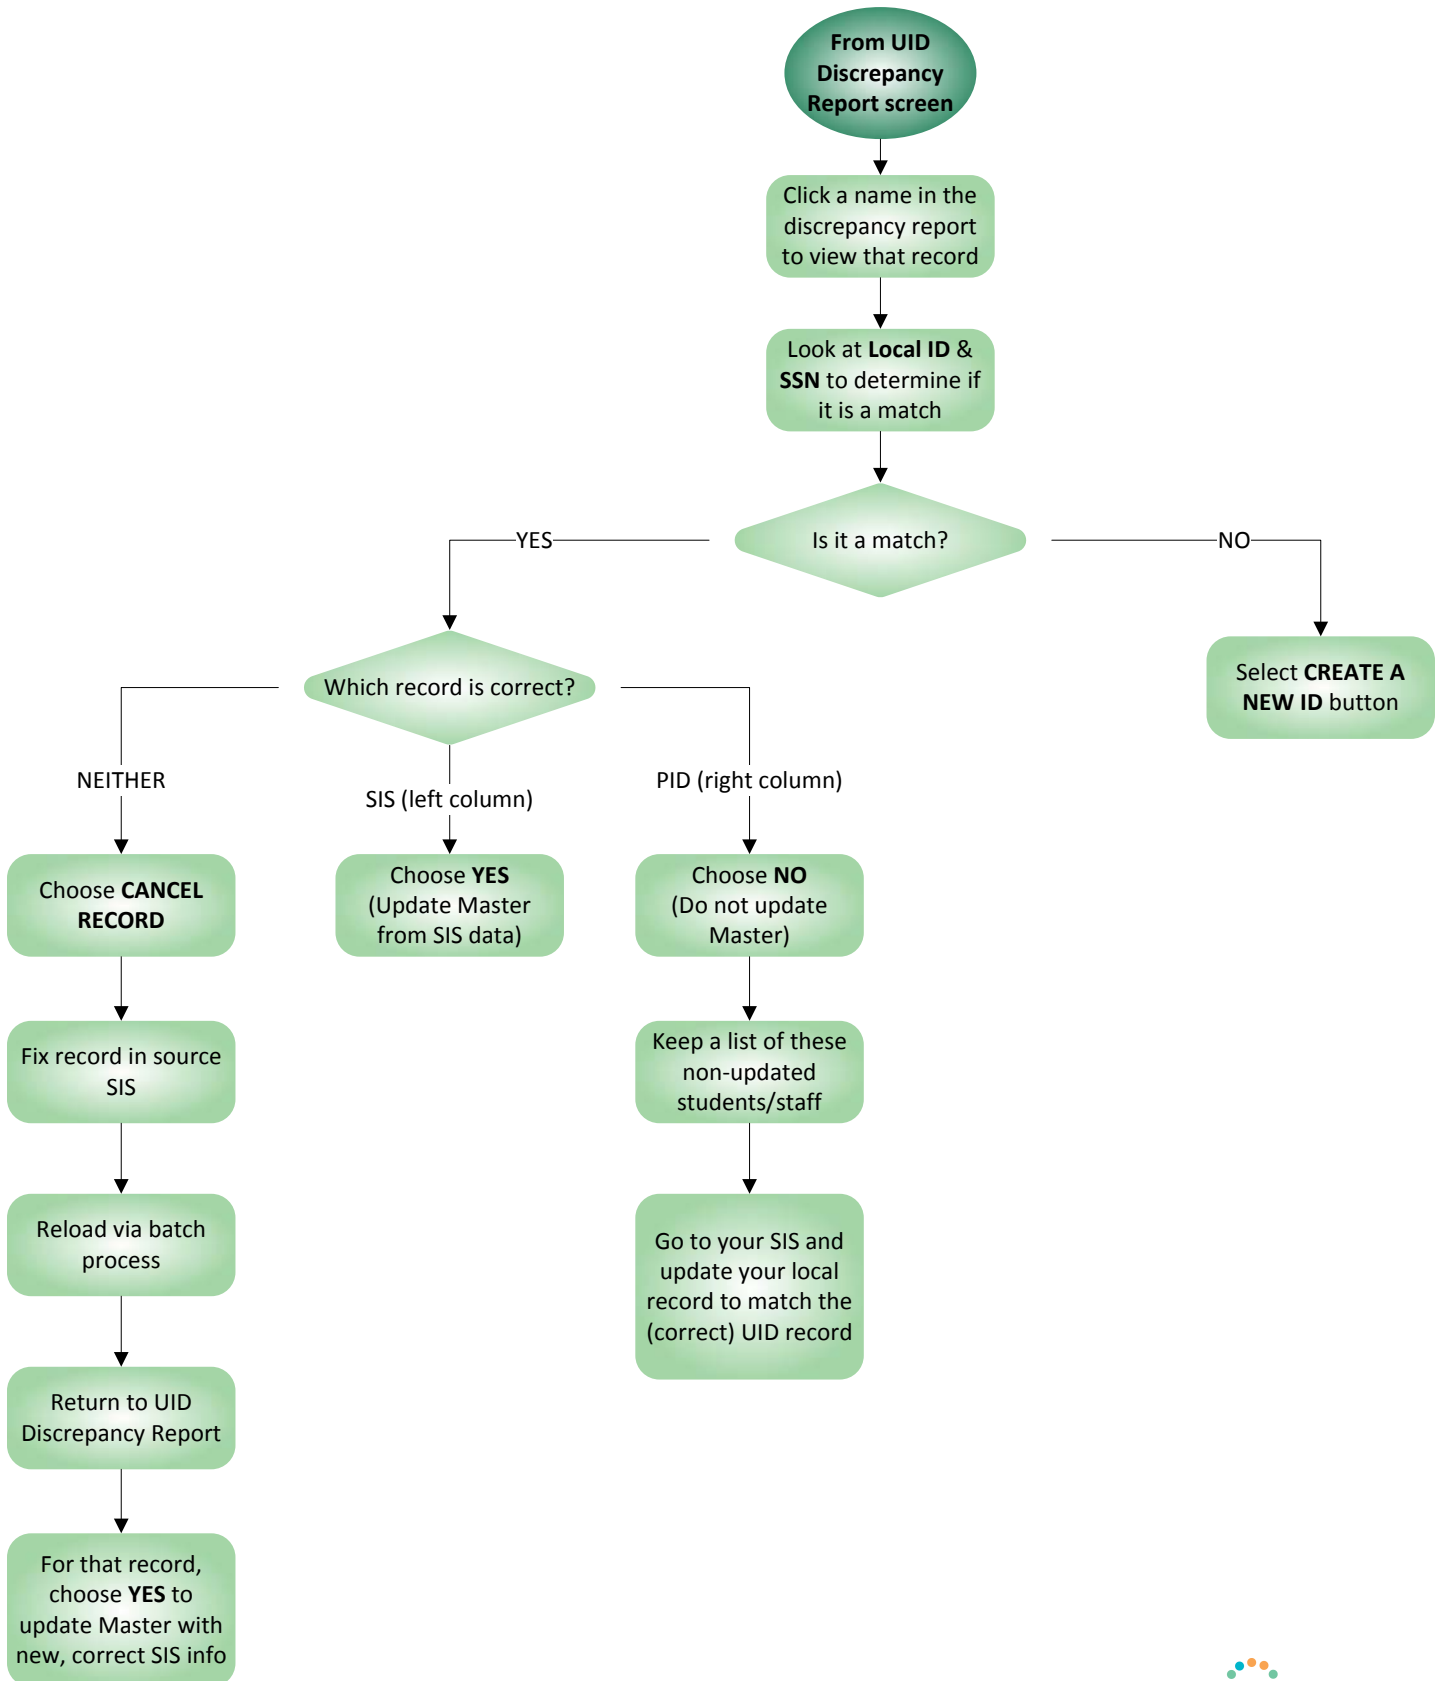 From UID
Discrepancy
Report screen
Click a name in the
discrepancy report
to view that record
Look at Local ID &
SSN to determine if
it is a match
Is it a match?
YES
NO
Which record is correct?
Select CREATE A
NEW ID button
NEITHER
SIS (left column)
PID (right column)
Choose CANCEL
RECORD
Choose YES
(Update Master
from SIS data)
Choose NO
(Do not update
Master)
Fix record in source
SIS
Keep a list of these
non-updated
students/staff
Reload via batch
process
Go to your SIS and
update your local
record to match the
(correct) UID record
Return to UID
Discrepancy Report
For that record,
choose YES to
update Master with
new, correct SIS info